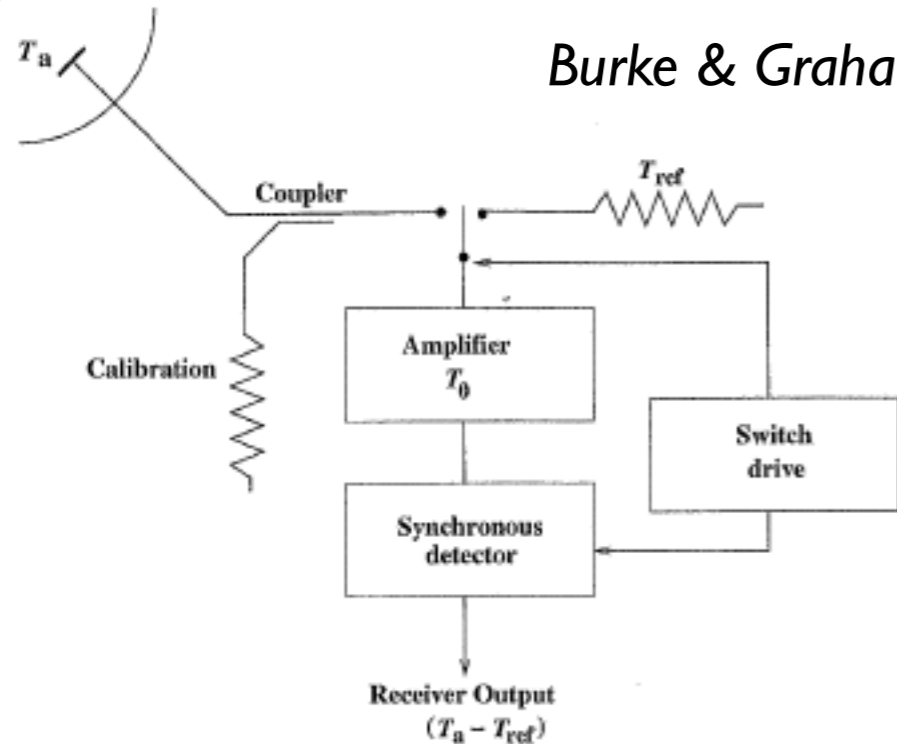 Burke & Graha
Ta
Coupler
Tref
Calibration
Amplifier
T0
Switch
drive
Synchronous
detector
Receiver Output
(Ta – Tref)